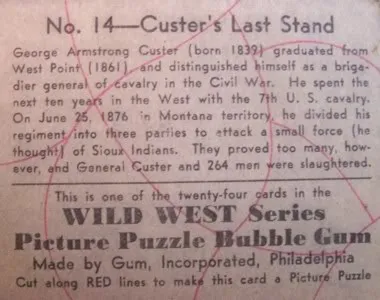 No. 14—Custer's Last Stand
George Armstrong Custer (born 1839) graduated from
West Point (1861) and distinguished himself as a briga-
dier general of cavalry in the Civil War. He spent the
next ten years in the West with the 7th U. S. cavalry.
On June 25, 1876 in Montana territory, he divided his
regiment into three parties to attack a small force (he
thought) of Sioux Indians. They proved too many, how-
ever, and General Custer and 264 men were slaughtered.
This is one of the twenty-four cards in the
WILD WEST Series
Picture Puzzle Bubble Gum
Made by Gum, Incorporated, Philadelphia
Cut along RED lines to make this card a Picture Puzzle